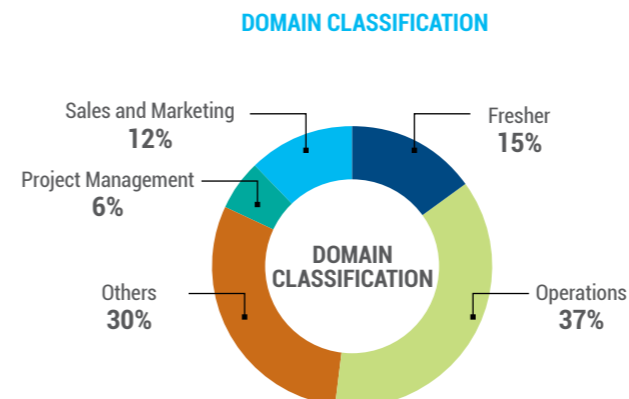 DOMAIN CLASSIFICATION
Sales and Marketing
12%
Fresher
15%
Project Management
6%
DOMAIN
CLASSIFICATION
Others
30%
Operations
37%